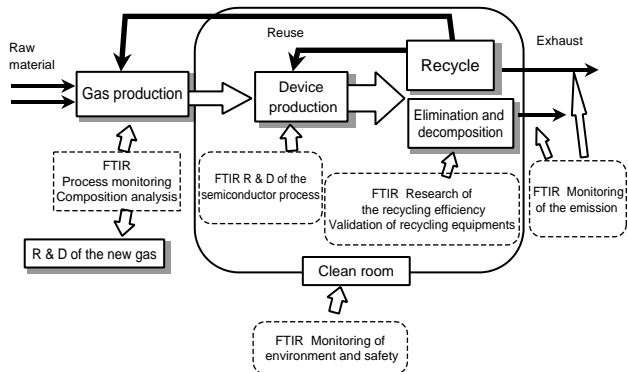 Raw
material
Reuse
Exhaust
Gas production
Device
production
Recycle
Elimination and
decomposition
FTIR
Process monitoring
Composition analysis
FTIR R & D of the
semiconductor process
FTIR Research of
the recycling efficiency
Validation of recycling equipments
FTIR Monitoring
of the emission
R & D of the new gas
Clean room
FTIR Monitoring of
environment and safety